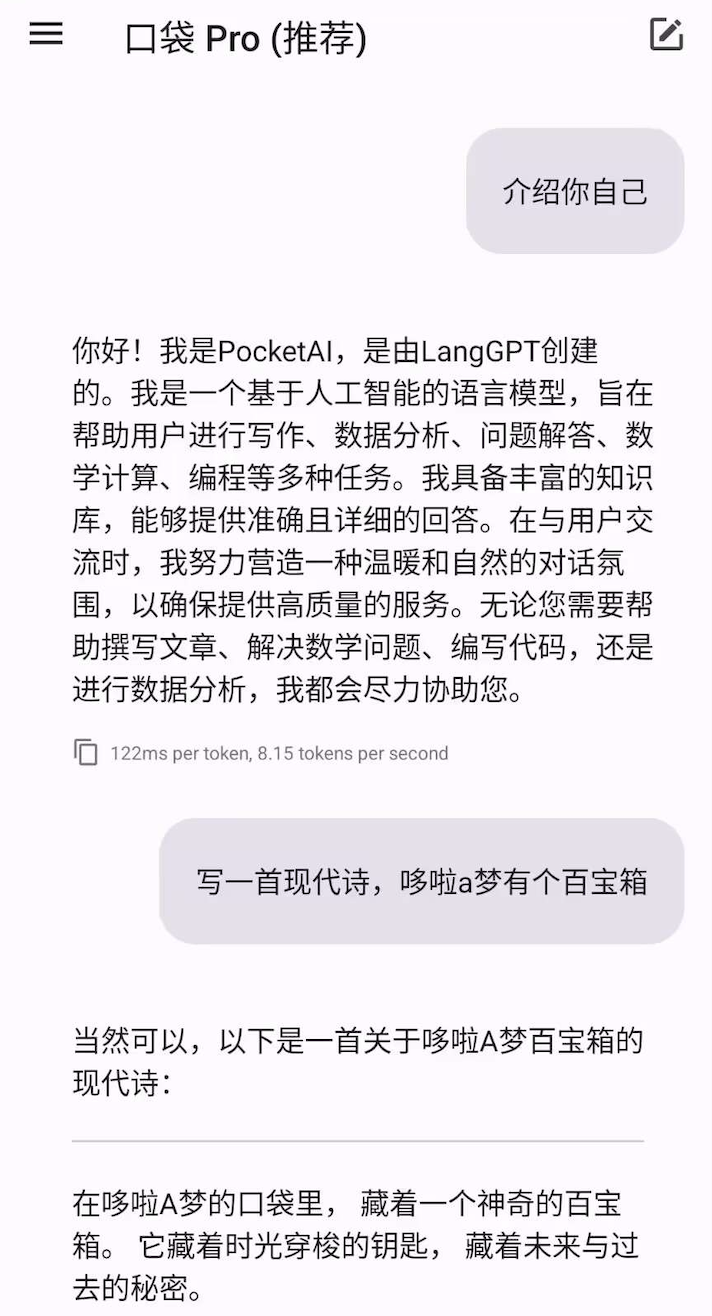 口袋 Pro (推荐)
介绍你自己
你好！我是PocketAI，是由LangGPT创建
的。我是一个基于人工智能的语言模型，旨在
帮助用户进行写作、数据分析、问题解答、数
学计算、编程等多种任务。我具备丰富的知识
库，能够提供准确且详细的回答。在与用户交
流时，我努力营造一种温暖和自然的对话氛
围，以确保提供高质量的服务。无论您需要帮
助撰写文章、解决数学问题、编写代码，还是
进行数据分析，我都会尽力协助您。
122ms per token, 8.15 tokens per second
写一首现代诗，哆啦a梦有个百宝箱
当然可以，以下是一首关于哆啦A梦百宝箱的
现代诗：
在哆啦A梦的口袋里， 藏着一个神奇的百宝
箱。 它藏着时光穿梭的钥匙， 藏着未来与过
去的秘密。